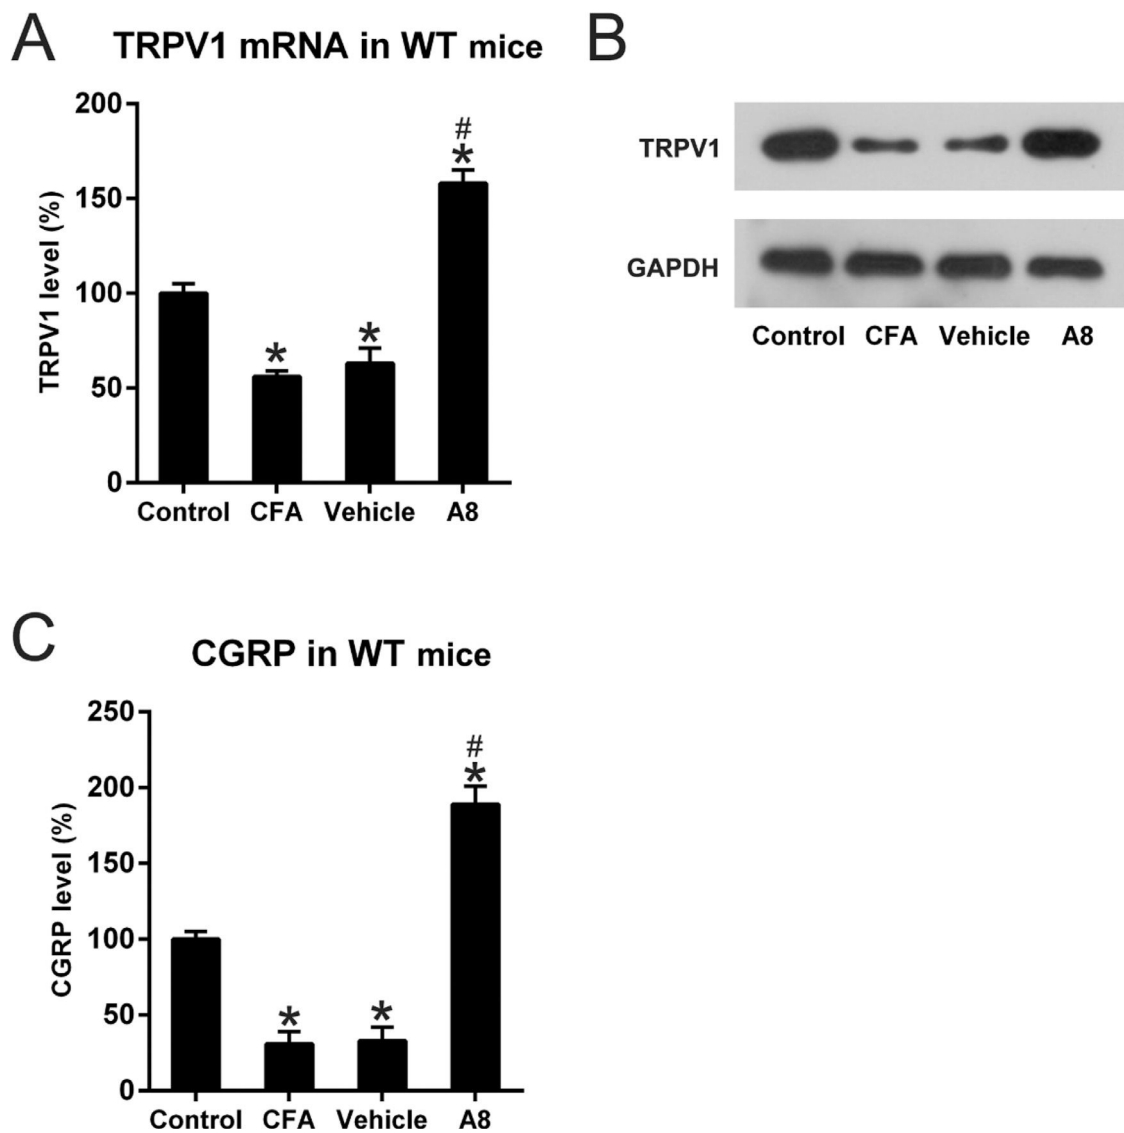 A
TRPV1 mRNA in WT mice
TRPV1 level (%)
200
150
100
50
0
*
*
#
*
Control CFA Vehicle A8
B
TRPV1
GAPDH
Control CFA Vehicle A8
C
CGRP in WT mice
CGRP level (%)
250
200
150
100
50
0
*
*
#
*
Control CFA Vehicle A8